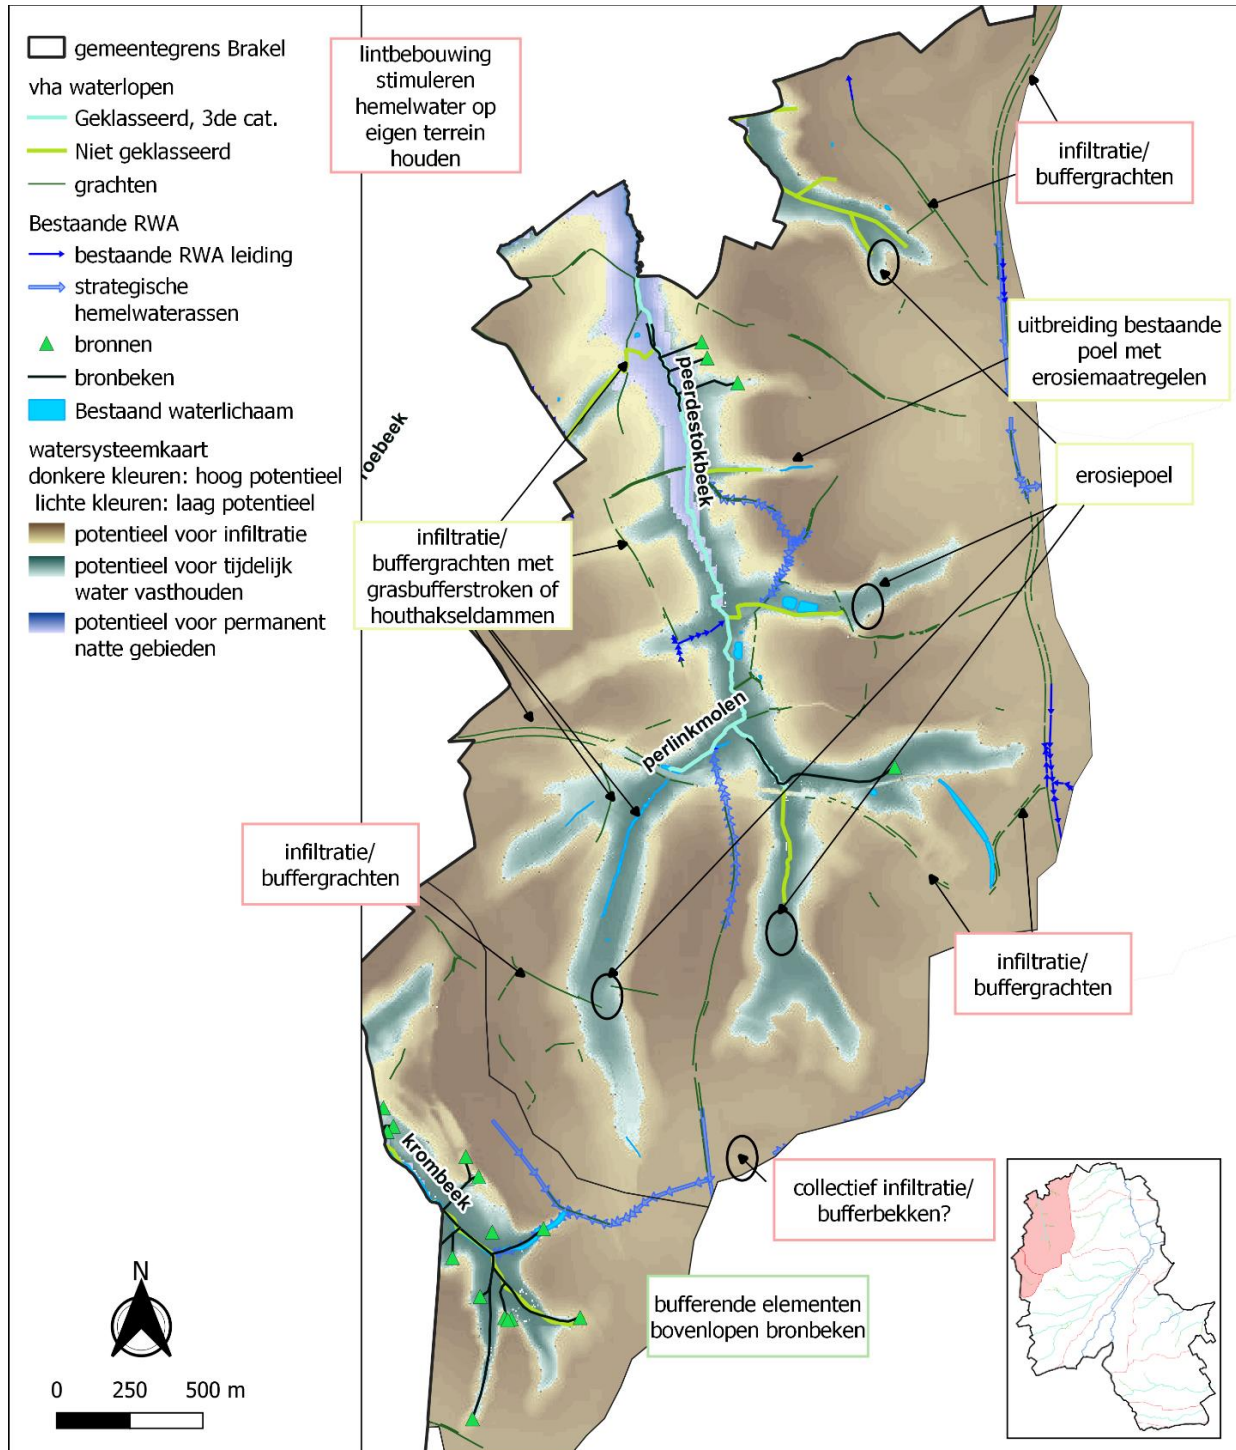 gemeentegrens Brakel
vha waterlopen
Geklasseerd, 3de cat.
Niet geklasseerd
grachten
Bestaande RWA
bestaande RWA leiding
strategische
hemelwaterassen
bronnen
bronbeken
Bestaand waterlichaam
watersysteemkaart
donkere kleuren: hoog potentieel
lichte kleuren: laag potentieel
potentieel voor infiltratie
potentieel voor tijdelijk
water vasthouden
potentieel voor permanent
natte gebieden
lintbebouwing
stimuleren
hemelwater op
eigen terrein
houden
infiltratie/
buffergrachten
uitbreiding bestaande
poel met
erosiemaatregelen
erosiepoel
peerdestokbeek
roebeek
infiltratie/
buffergrachten met
grasbufferstroken of
houthakseldammen
perlinkmolen
infiltratie/
buffergrachten
infiltratie/
buffergrachten
krombeek
collectief infiltratie/
bufferbekken?
bufferende elementen
bovenlopen bronbeken
N
0 250 500 m